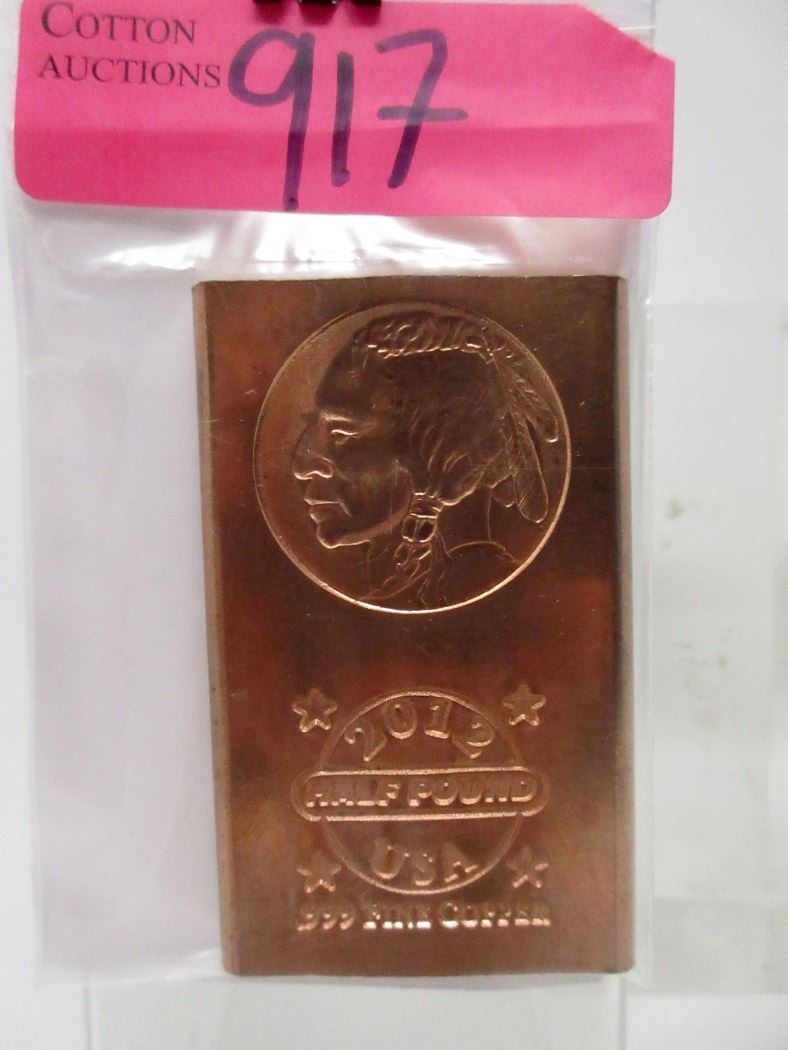 COTTON
AUCTIONS
917
2012
HALF POUND
USA
.999 FINE COPPER